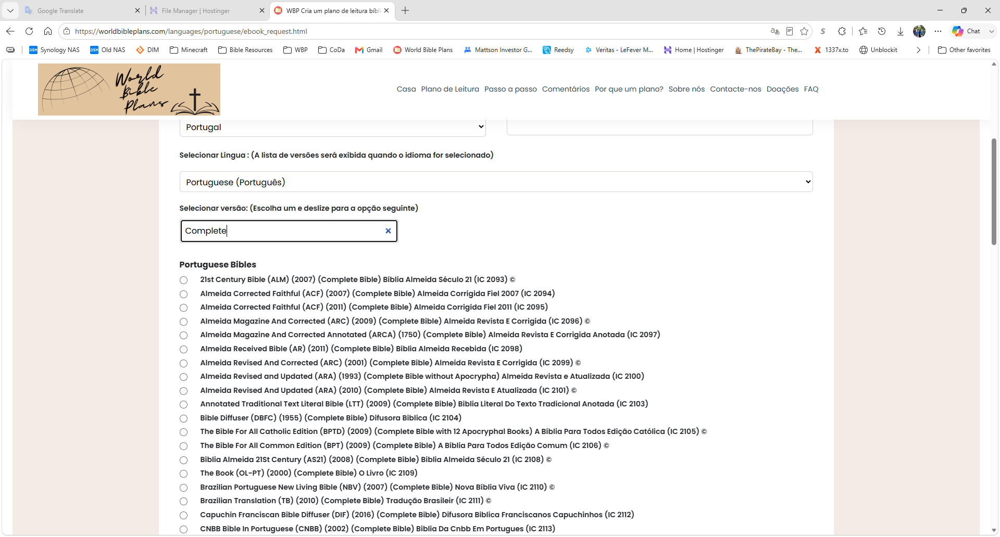 Google Translate
File Manager | Hostinger
WBP Cria um plano de leitura bíbli
https://worldbibleplans.com/languages/portuguese/ebook_request.html
Chat
Synology NAS
Old NAS
DIM
Minecraft
Bible Resources
WBP
CoDa
Gmail
World Bible Plans
Mattson Investor G...
Reedsy
Veritas - LeFever M...
Home | Hostinger
ThePirateBay - The...
1337x.to
Unblockit
Other favorites
World
Bible
Plans
Casa Plano de Leitura Passo a passo Comentários Por que um plano? Sobre nós Contacte-nos Doações FAQ
Portugal
Selecionar Língua : (A lista de versões será exibida quando o idioma for selecionado)
Portuguese (Português)
Selecionar versão: (Escolha um e deslize para a opção seguinte)
Complete
Portuguese Bibles
21st Century Bible (ALM) (2007) (Complete Bible) Bíblia Almeida Século 21 (IC 2093) ©
Almeida Corrected Faithful (ACF) (2007) (Complete Bible) Almeida Corrigida Fiel 2007 (IC 2094)
Almeida Corrected Faithful (ACF) (2011) (Complete Bible) Almeida Corrigida Fiel 2011 (IC 2095)
Almeida Magazine And Corrected (ARC) (2009) (Complete Bible) Almeida Revista E Corrigida (IC 2096) ©
Almeida Magazine And Corrected Annotated (ARCA) (1750) (Complete Bible) Almeida Revista E Corrigida Anotada (IC 2097)
Almeida Received Bible (AR) (2011) (Complete Bible) Biblia Almeida Recebida (IC 2098)
Almeida Revised And Corrected (ARC) (2001) (Complete Bible) Almeida Revista E Corrigida (IC 2099) ©
Almeida Revised and Updated (ARA) (1993) (Complete Bible without Apocrypha) Almeida Revista e Atualizada (IC 2100)
Almeida Revised And Updated (ARA) (2010) (Complete Bible) Almeida Revista E Atualizada (IC 2101) ©
Annotated Traditional Text Literal Bible (LTT) (2009) (Complete Bible) Biblia Literal Do Texto Tradicional Anotada (IC 2103)
Bible Diffuser (DBFC) (1955) (Complete Bible) Difusora Biblica (IC 2104)
The Bible For All Catholic Edition (BPTD) (2009) (Complete Bible with 12 Apocryphal Books) A Bíblia Para Todos Edição Católica (IC 2105) ©
The Bible For All Common Edition (BPT) (2009) (Complete Bible) A Bíblia Para Todos Edição Comum (IC 2106) ©
Biblia Almeida 21St Century (AS21) (2008) (Complete Bible) Biblia Almeida Século 21 (IC 2108) ©
The Book (OL-PT) (2000) (Complete Bible) O Livro (IC 2109)
Brazilian Portuguese New Living Bible (NBV) (2007) (Complete Bible) Nova Bíblia Viva (IC 2110) ©
Brazilian Translation (TB) (2010) (Complete Bible) Tradução Brasileir (IC 2111) ©
Capuchin Franciscan Bible Diffuser (DIF) (2016) (Complete Bible) Difusora Biblica Franciscanos Capuchinhos (IC 2112)
CNBB Bible In Portuguese (CNBB) (2002) (Complete Bible) Biblia Da Cnbb Em Portugues (IC 2113)